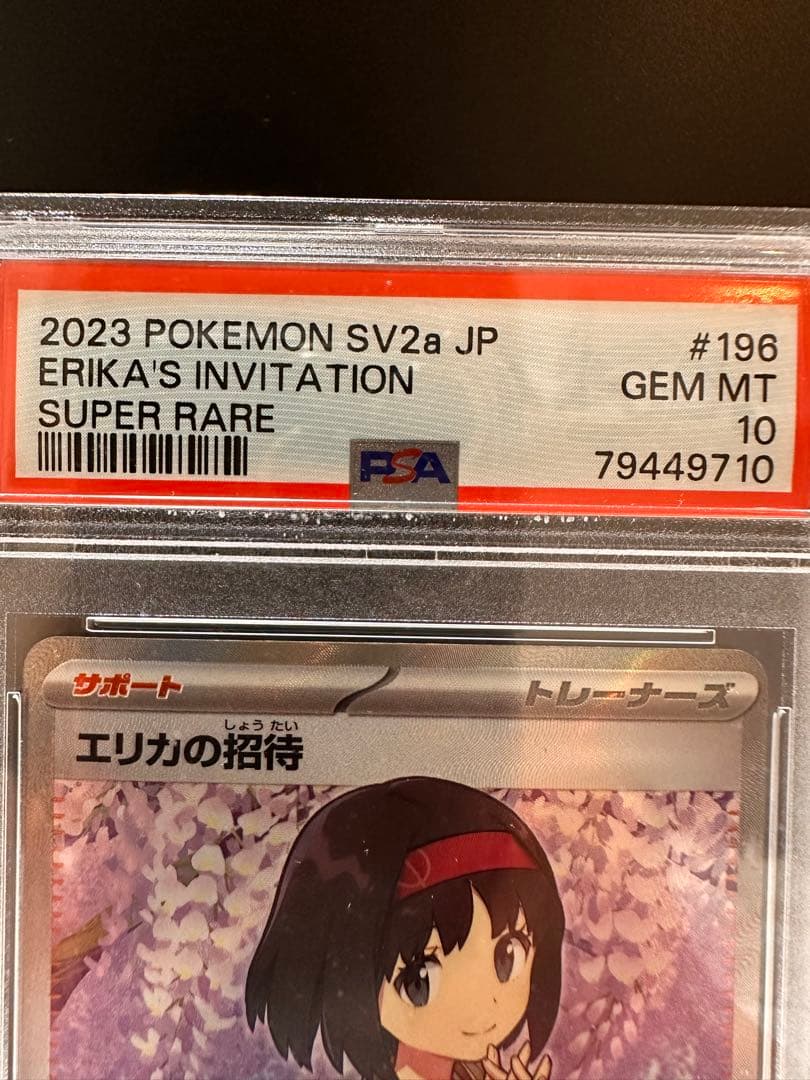 2023 POKEMON SV2a JP #196
ERIKA'S INVITATION GEM MT
SUPER RARE 10
79449710
PSA
サポート トレーナーズ
しょうたい
エリカの招待